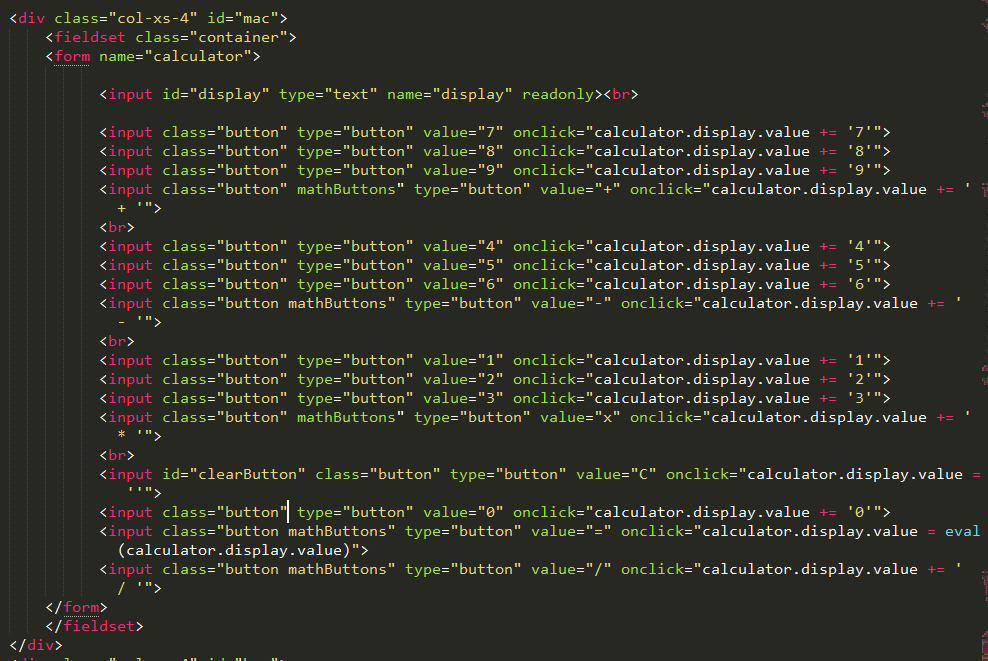 <div class="col-xs-4" id="mac">
<fieldset class="container">
<form name="calculator">
<input id="display" type="text" name="display" readonly><br>
<input class="button" type="button" value="7" onclick="calculator.display.value += '7'">
<input class="button" type="button" value="8" onclick="calculator.display.value += '8'">
<input class="button" type="button" value="9" onclick="calculator.display.value += '9'">
<input class="button" mathButtons" type="button" value="+" onclick="calculator.display.value += '
+ '">
<br>
<input class="button" type="button" value="4" onclick="calculator.display.value += '4'">
<input class="button" type="button" value="5" onclick="calculator.display.value += '5'">
<input class="button" type="button" value="6" onclick="calculator.display.value += '6'">
<input class="button mathButtons" type="button" value="-" onclick="calculator.display.value += '
- '">
<br>
<input class="button" type="button" value="1" onclick="calculator.display.value += '1'">
<input class="button" type="button" value="2" onclick="calculator.display.value += '2'">
<input class="button" type="button" value="3" onclick="calculator.display.value += '3'">
<input class="button" mathButtons" type="button" value="x" onclick="calculator.display.value += '
* '">
<br>
<input id="clearButton" class="button" type="button" value="C" onclick="calculator.display.value =
''">
<input class="button" type="button" value="0" onclick="calculator.display.value += '0'">
<input class="button mathButtons" type="button" value="=" onclick="calculator.display.value = eval
(calculator.display.value)">
<input class="button mathButtons" type="button" value="/" onclick="calculator.display.value += '
/ '">
</form>
</fieldset>
</div>